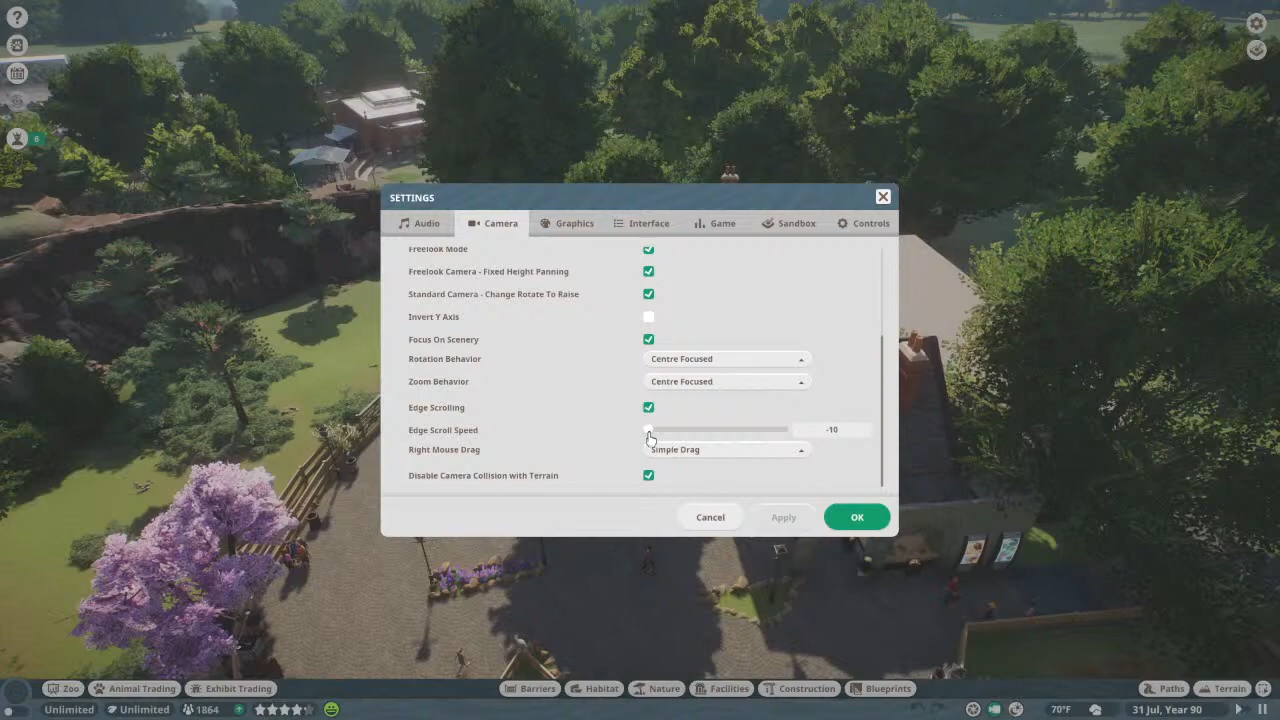 ?
6
SETTINGS
Audio Camera Graphics Interface Game Sandbox Controls
Freelook Mode
Freelook Camera - Fixed Height Panning
Standard Camera - Change Rotate To Raise
Invert Y Axis
Focus On Scenery
Rotation Behavior Centre Focused
Zoom Behavior Centre Focused
Edge Scrolling
Edge Scroll Speed -10
Right Mouse Drag Simple Drag
Disable Camera Collision with Terrain
Cancel Apply OK
Zoo Animal Trading Exhibit Trading Barriers Habitat Nature Facilities Construction Blueprints Paths Terrain
Unlimited Unlimited 1864 70°F 31 Jul, Year 90